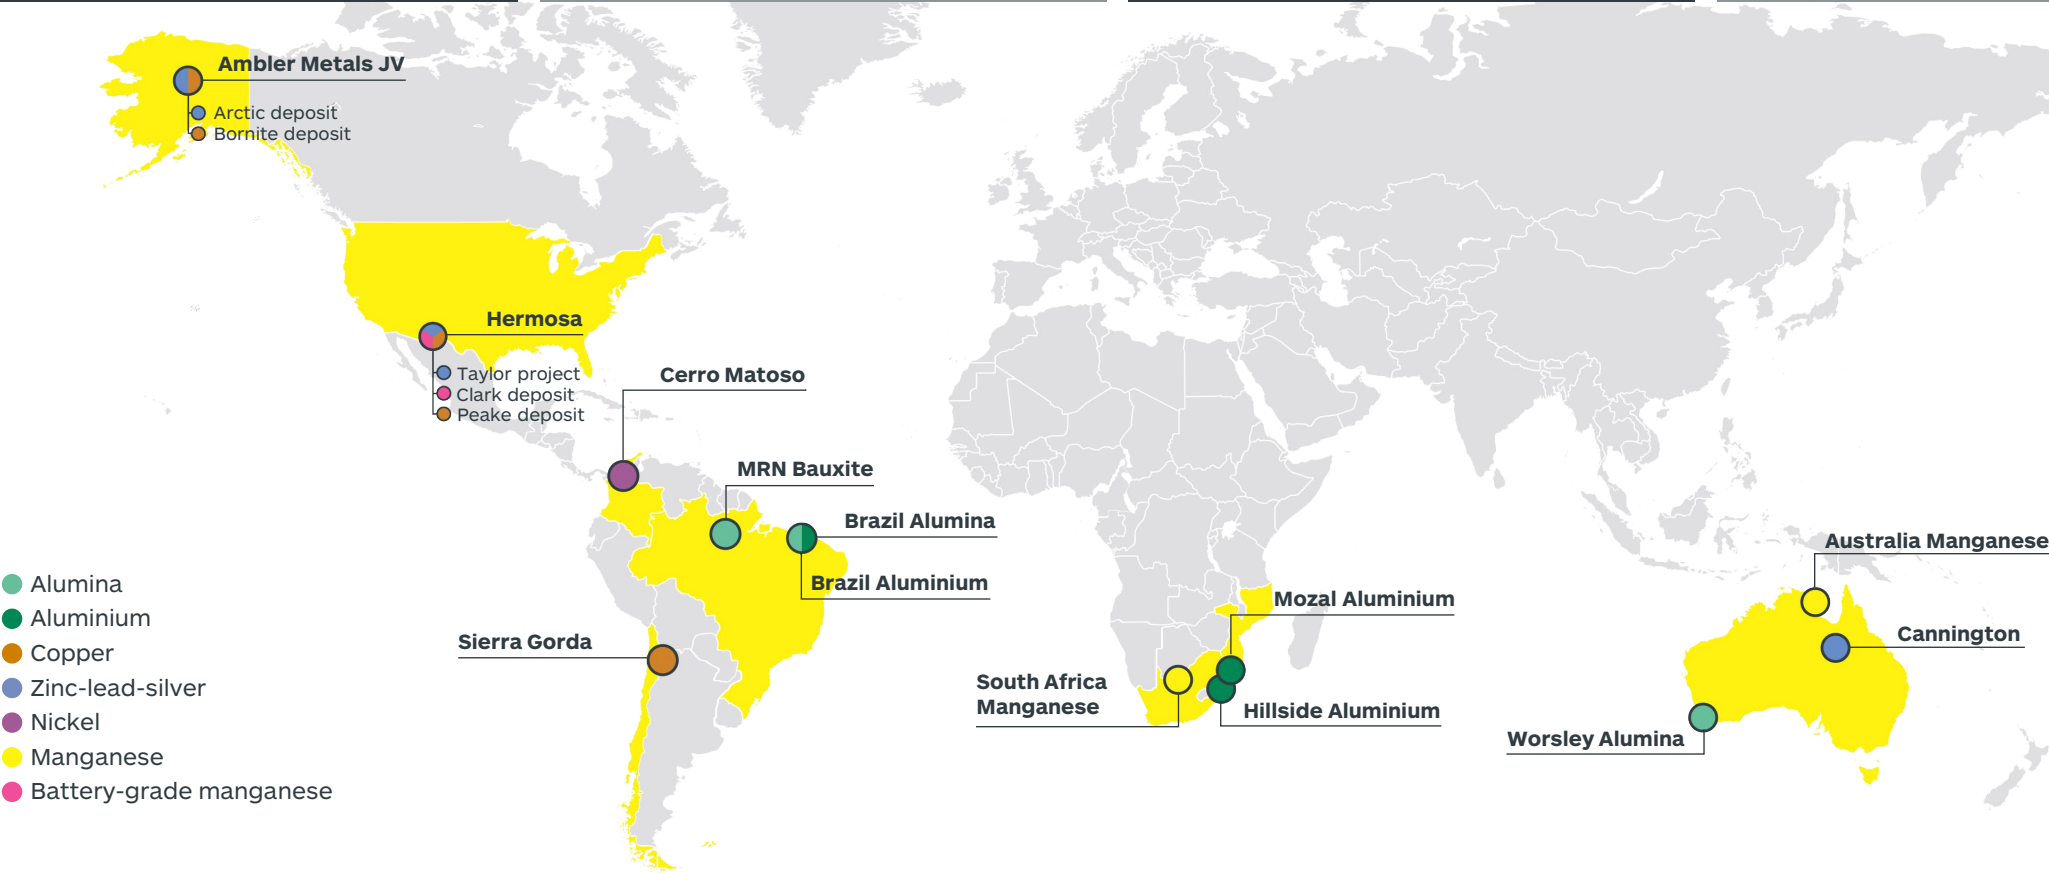 Ambler Metals JV
Arctic deposit
Bornite deposit
Hermosa
Taylor project
Clark deposit
Peake deposit
Cerro Matoso
MRN Bauxite
Brazil Alumina
Brazil Aluminium
Sierra Gorda
Australia Manganese
Mozal Aluminium
Cannington
South Africa
Manganese
Hillside Aluminium
Worsley Alumina
Alumina
Aluminium
Copper
Zinc-lead-silver
Nickel
Manganese
Battery-grade manganese